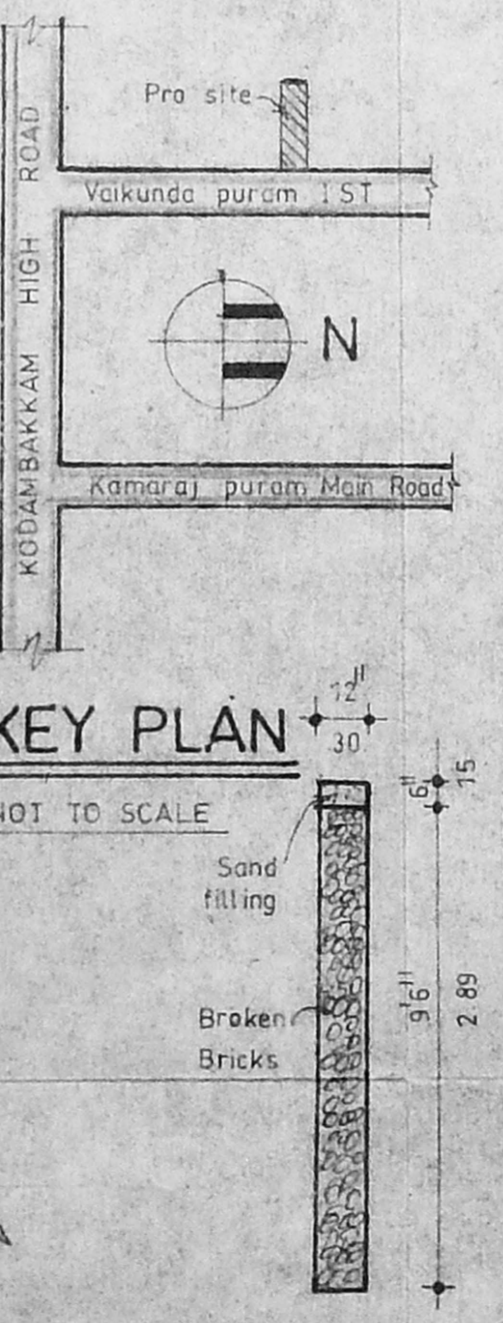 Pro site
Vaikunda puram I ST
KODAMBAKKAM HIGH ROAD
N
Kamaraj puram Main Road
KEY PLAN
NOT TO SCALE
12"
30
6"
15
Sand
filling
Broken
Bricks
9'6"
2 89